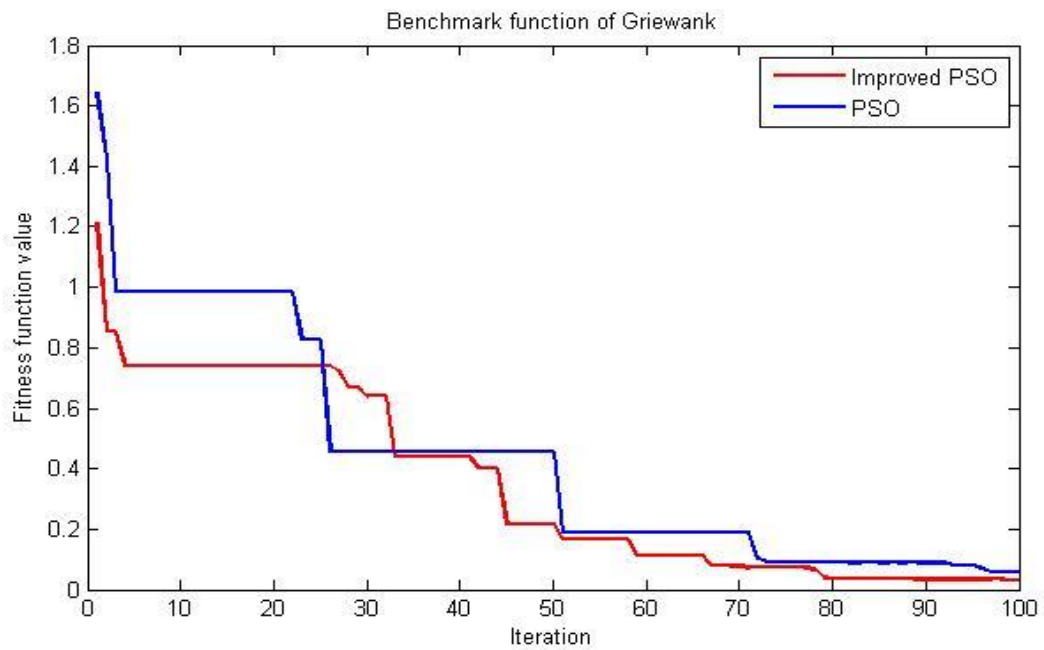 Benchmark function of Griewank
1.8
1.6
1.4
1.2
1
0.8
0.6
0.4
0.2
0
Fitness function value
Improved PSO
PSO
0 10 20 30 40 50 60 70 80 90 100
Iteration